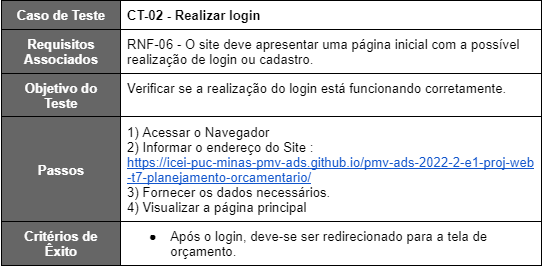 Caso de Teste
CT-02 - Realizar login
Requisitos
Associados
RNF-06 - O site deve apresentar uma página inicial com a possível
realização de login ou cadastro.
Objetivo do
Teste
Verificar se a realização do login está funcionando corretamente.
Passos
1) Acessar o Navegador
2) Informar o endereço do Site :
https://icei-puc-minas-pmv-ads.github.io/pmv-ads-2022-2-e1-proj-web
-t7-planejamento-orcamentario/
3) Fornecer os dados necessários.
4) Visualizar a página principal
Critérios de
Êxito
● Após o login, deve-se ser redirecionado para a tela de
orçamento.